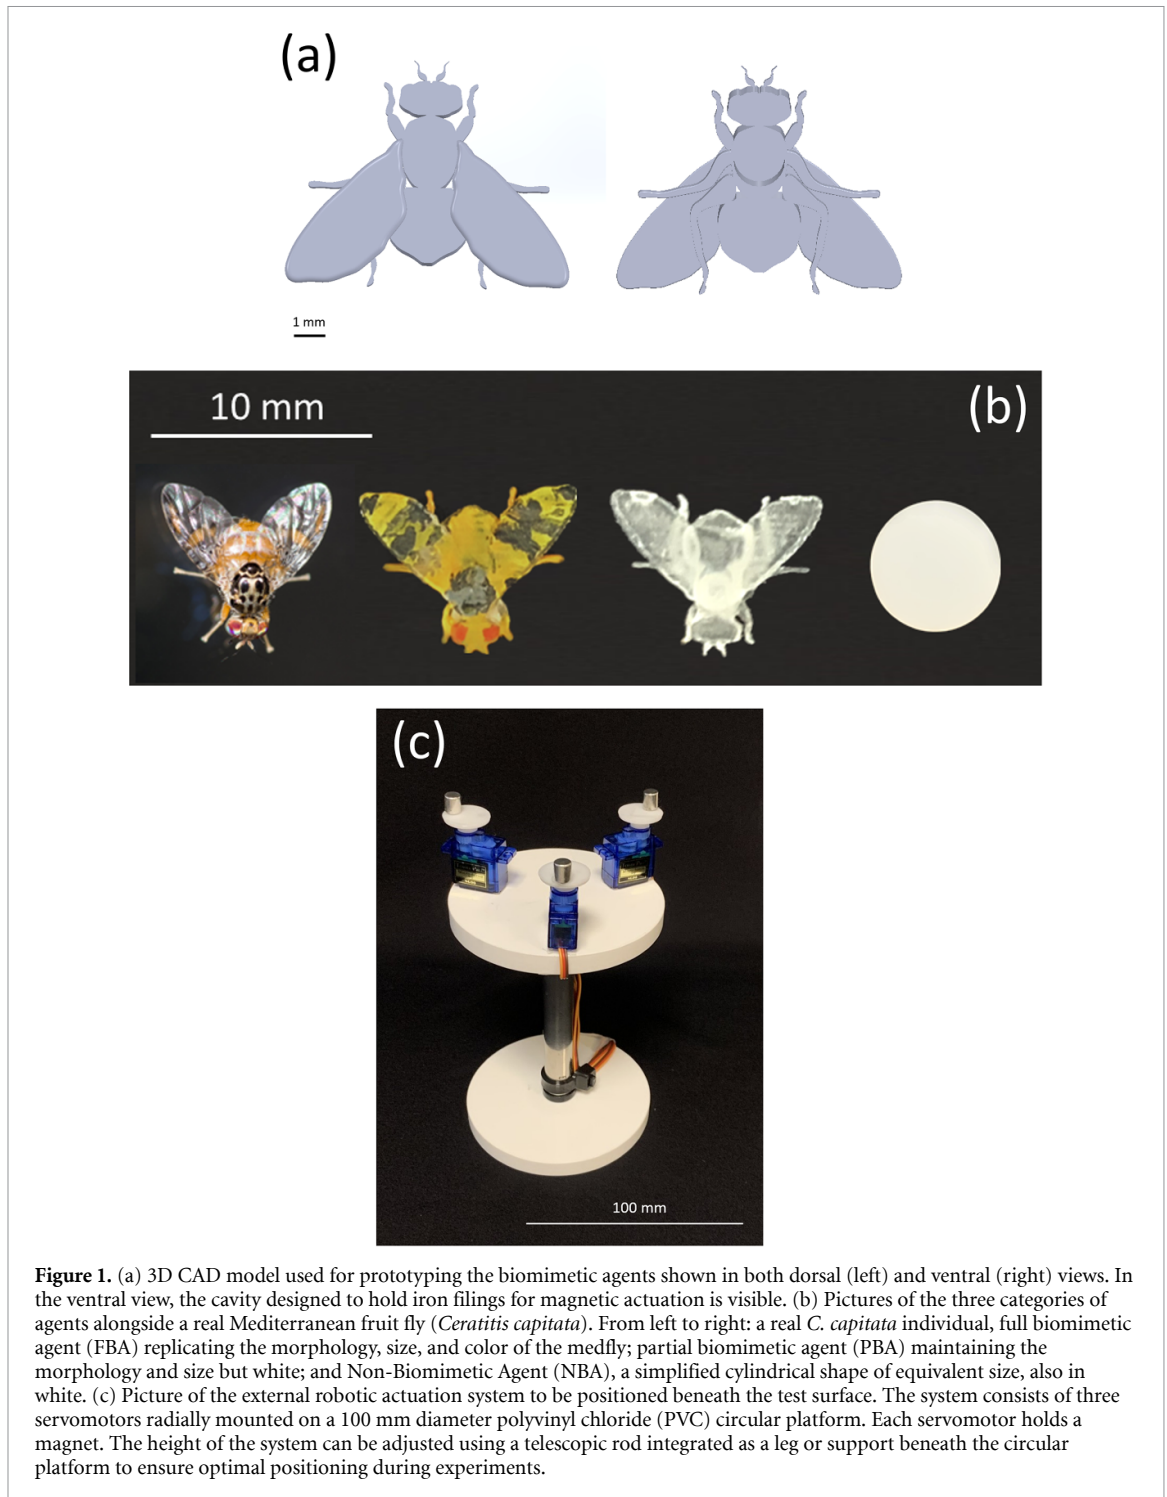 (a)
1 mm
10 mm
(b)
(c)
100 mm
Figure 1. (a) 3D CAD model used for prototyping the biomimetic agents shown in both dorsal (left) and ventral (right) views. In
the ventral view, the cavity designed to hold iron filings for magnetic actuation is visible. (b) Pictures of the three categories of
agents alongside a real Mediterranean fruit fly (Ceratitis capitata). From left to right: a real C. capitata individual, full biomimetic
agent (FBA) replicating the morphology, size, and color of the medfly; partial biomimetic agent (PBA) maintaining the
morphology and size but white; and Non-Biomimetic Agent (NBA), a simplified cylindrical shape of equivalent size, also in
white. (c) Picture of the external robotic actuation system to be positioned beneath the test surface. The system consists of three
servomotors radially mounted on a 100 mm diameter polyvinyl chloride (PVC) circular platform. Each servomotor holds a
magnet. The height of the system can be adjusted using a telescopic rod integrated as a leg or support beneath the circular
platform to ensure optimal positioning during experiments.